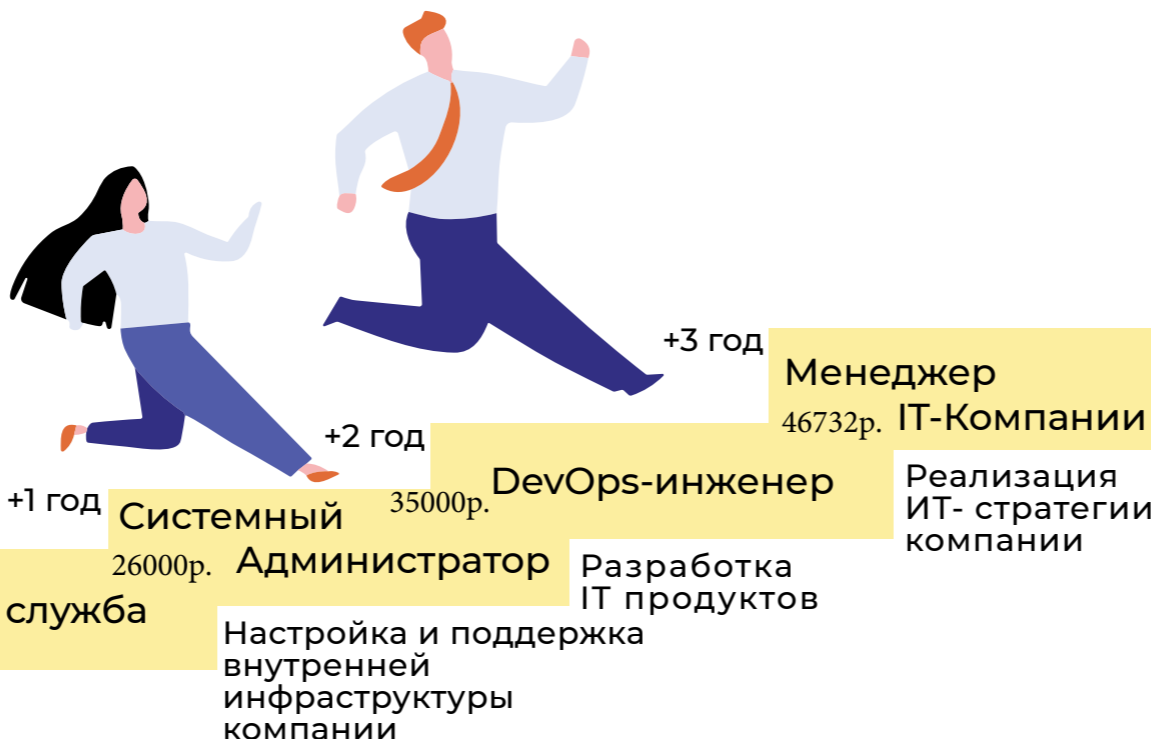 +3 год
Менеджер
46732р. IT-Компании
Реализация
ИТ- стратегии
компании
+2 год
35000р. DevOps-инженер
Разработка
IT продуктов
+1 год
Системный
26000р. Администратор
Настройка и поддержка
внутренней
инфраструктуры
компании
служба